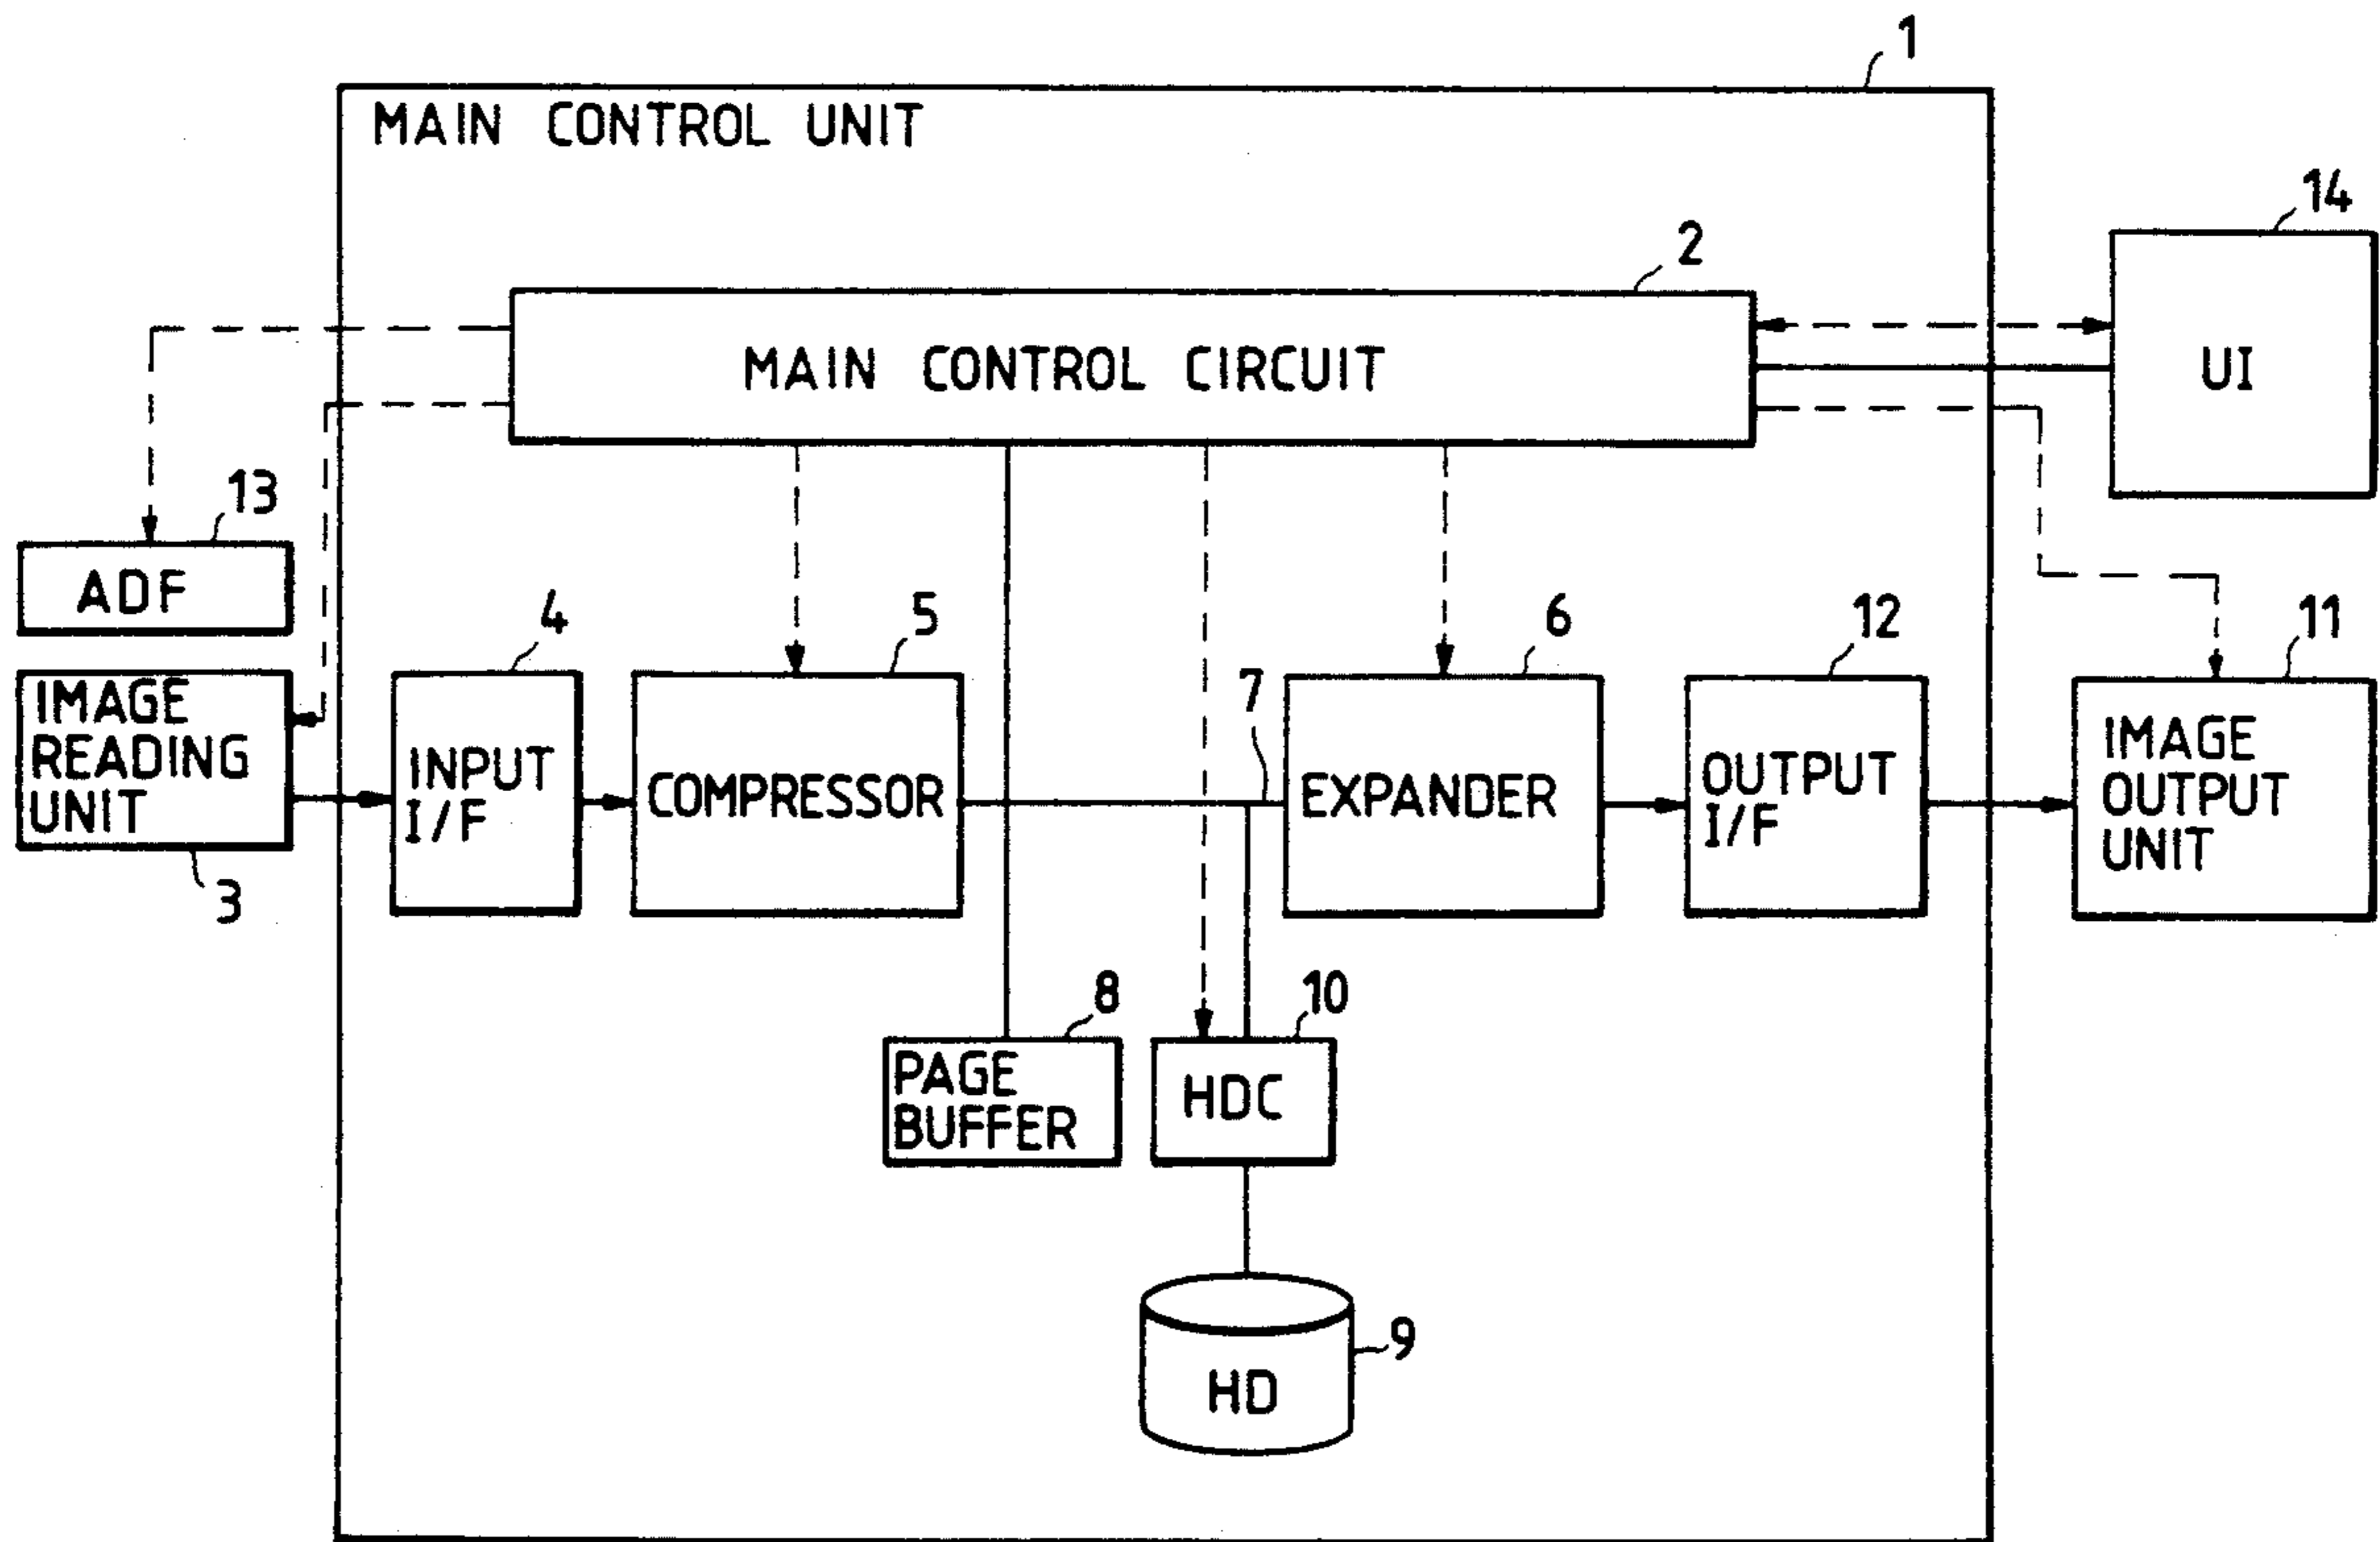 1
MAIN CONTROL UNIT
14
2
MAIN CONTROL CIRCUIT
UI
13
ADF
4
5
6
12
11
IMAGE
READING
UNIT
3
INPUT
I/F
COMPRESSOR
7
EXPANDER
OUTPUT
I/F
IMAGE
OUTPUT
UNIT
8
PAGE
BUFFER
10
HDC
9
HD